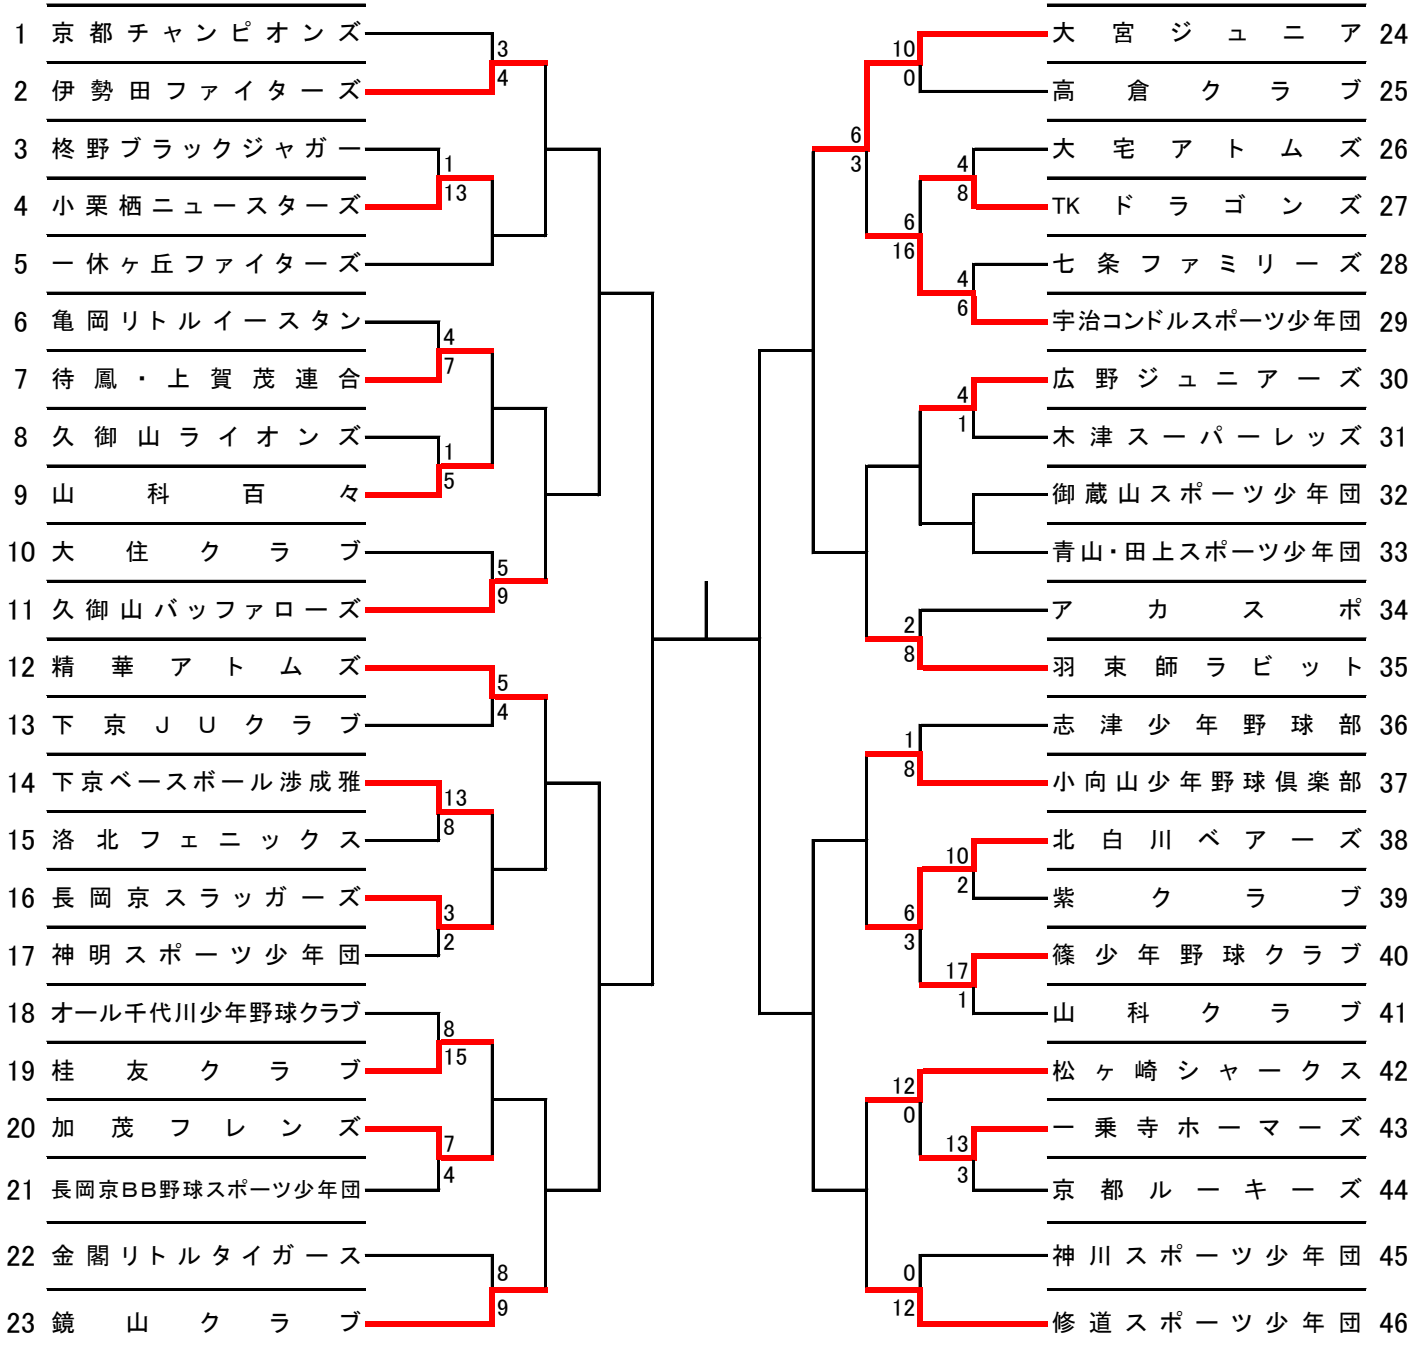 1 京都チャンピオンズ
2 伊勢田ファイターズ
3 柊野ブラックジャガー
4 小栗栖ニュースターズ
5 一休ヶ丘ファイターズ
6 亀岡リトルイースタン
7 待鳳・上賀茂連合
8 久御山ライオンズ
9 山科百々
10 大住クラブ
11 久御山バッファローズ
12 精華アトムズ
13 下京JUクラブ
14 下京ベースボール渉成雅
15 洛北フェニックス
16 長岡京スラッガーズ
17 神明スポーツ少年団
18 オール千代川少年野球クラブ
19 桂友クラブ
20 加茂フレンズ
21 長岡京BB野球スポーツ少年団
22 金閣リトルタイガース
23 鏡山クラブ
3
4
1
13
4
7
1
5
5
9
5
4
13
8
3
2
8
15
7
4
8
9
10
0
6
3
4
8
6
16
4
6
4
1
2
8
1
8
10
2
6
3
17
1
12
0
13
3
0
12
大宮ジュニア 24
高倉クラブ 25
大宅アトムズ 26
TKドラゴンズ 27
七条ファミリーズ 28
宇治コンドルスポーツ少年団 29
広野ジュニアーズ 30
木津スーパーレッズ 31
御蔵山スポーツ少年団 32
青山・田上スポーツ少年団 33
アカスポ 34
羽束師ラビット 35
志津少年野球部 36
小向山少年野球倶楽部 37
北白川ベアーズ 38
紫クラブ 39
篠少年野球クラブ 40
山科クラブ 41
松ヶ崎シャークス 42
一乗寺ホーマーズ 43
京都ルーキーズ 44
神川スポーツ少年団 45
修道スポーツ少年団 46